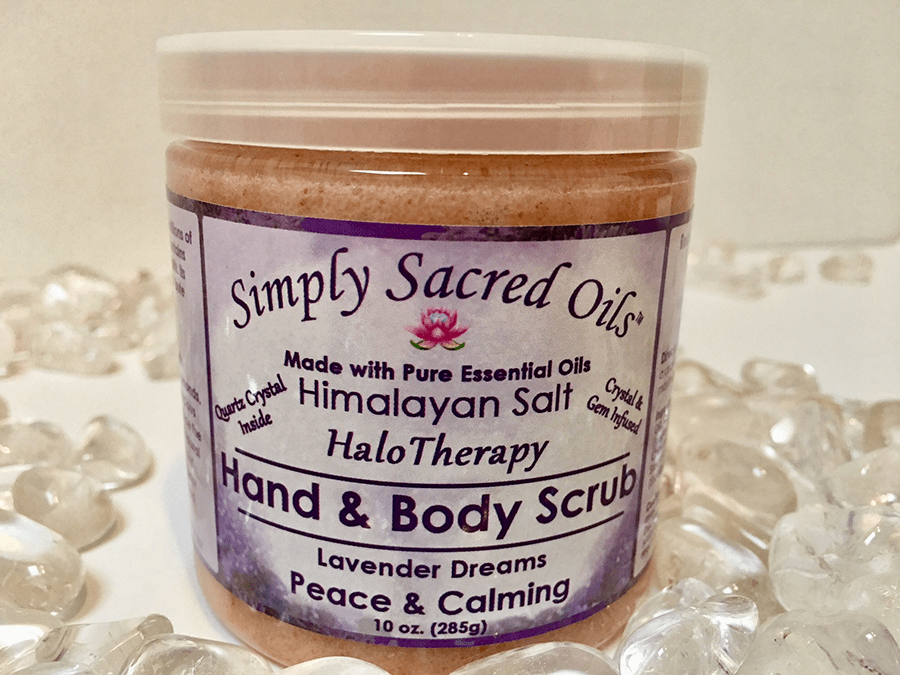 Simply Sacred Oils™
Made with Pure Essential Oils
Quartz Crystal
Inside
Himalayan Salt
Crystal &
Gem Infused
HaloTherapy
Hand & Body Scrub
Lavender Dreams
Peace & Calming
10 oz. (285g)